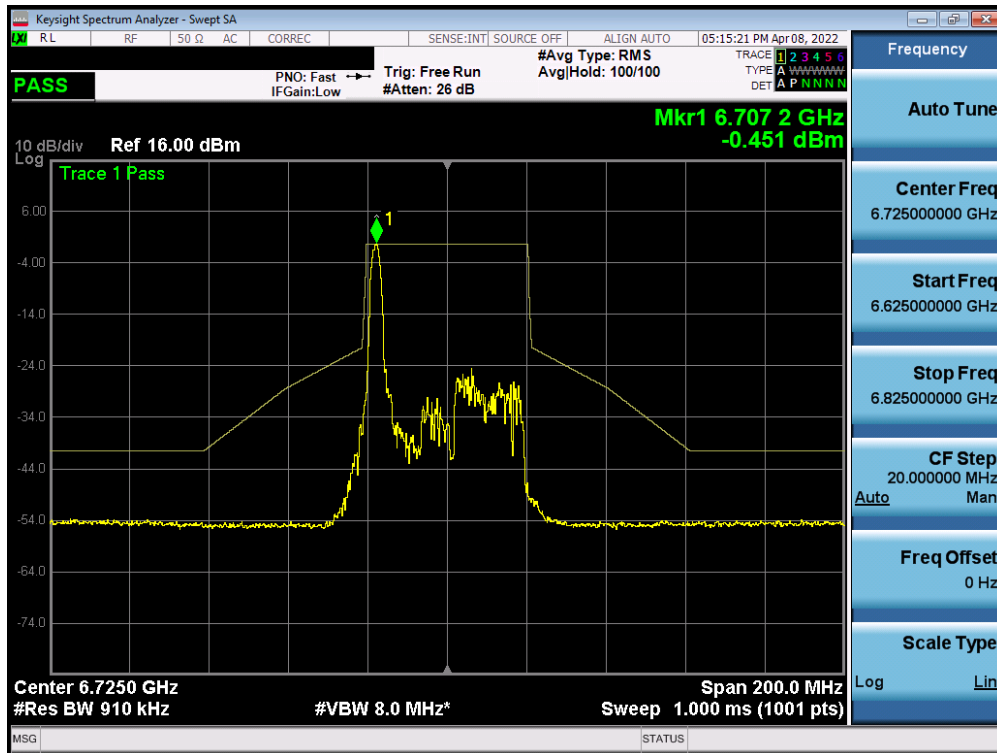 Keysight Spectrum Analyzer - Swept SA
LXI RL RF 50 Ω AC CORREC SENSE:INT SOURCE OFF ALIGN AUTO 05:15:21 PM Apr 08, 2022
PASS
PNO: Fast
IFGain:Low
Trig: Free Run
#Atten: 26 dB
#Avg Type: RMS
Avg|Hold: 100/100
TRACE 1 2 3 4 5 6
TYPE A WWWWW
DET A P N N N N
Mkr1 6.707 2 GHz
-0.451 dBm
10 dB/div Ref 16.00 dBm
Log
Trace 1 Pass
1
6.00
-4.00
-14.0
-24.0
-34.0
-44.0
-54.0
-64.0
-74.0
Center 6.7250 GHz Span 200.0 MHz
#Res BW 910 kHz #VBW 8.0 MHz* Sweep 1.000 ms (1001 pts)
MSG STATUS
Frequency
Auto Tune
Center Freq
6.725000000 GHz
Start Freq
6.625000000 GHz
Stop Freq
6.825000000 GHz
CF Step
20.000000 MHz
Auto Man
Freq Offset
0 Hz
Scale Type
Log Lin